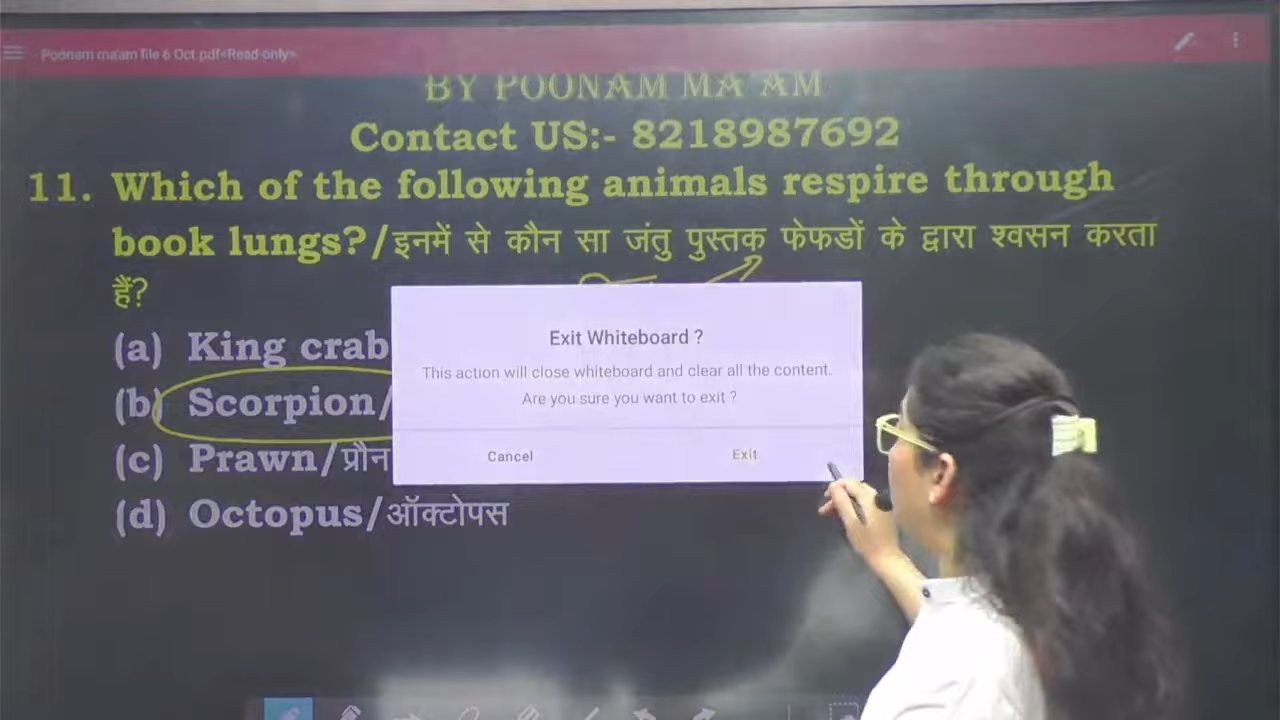 Poonam ma'am file 6 Oct pdf<Read-only>
BY POONAM MA'AM
Contact US:- 8218987692
11. Which of the following animals respire through
book lungs?/इनमें से कौन सा जंतु पुस्तक फेफडों के द्वारा श्वसन करता
हैं?
(a) King crab
(b) Scorpion/
(c) Prawn/प्रौन
(d) Octopus/ऑक्टोपस
Exit Whiteboard ?
This action will close whiteboard and clear all the content.
Are you sure you want to exit ?
Cancel Exit